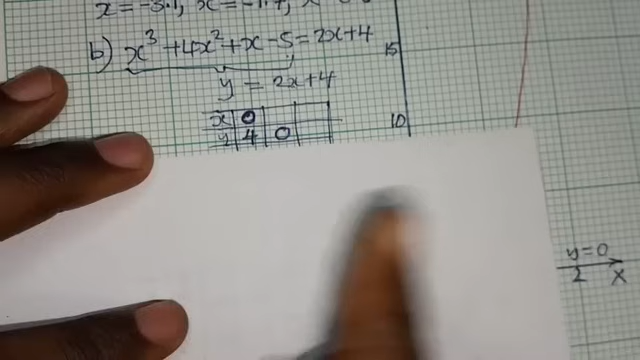 b) x³ + 4x² + x - 5 = 2x + 4
y = 2x + 4
x 0
y 4 0
15
10
y = 0
2 x